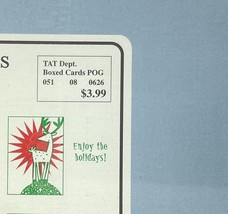 S
TAT Dept.
Boxed Cards POG
051 08 0626
$3.99
Enjoy the
holidays!